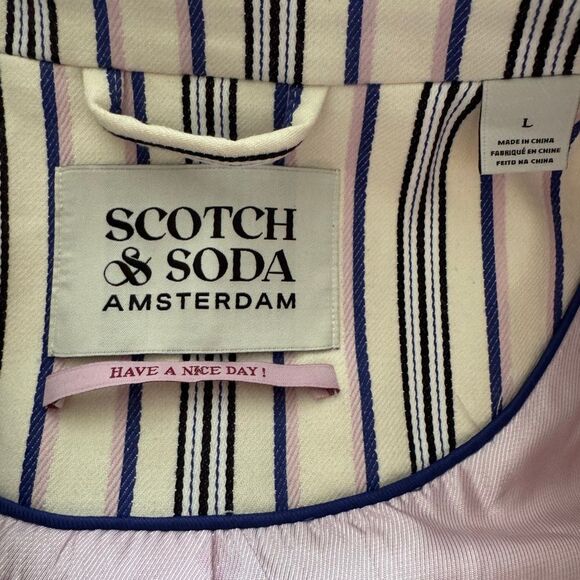 SCOTCH
& SODA
AMSTERDAM
HAVE A NICE DAY!
L
MADE IN CHINA
FABRIQUÉ EN CHINE
FEITO NA CHINA